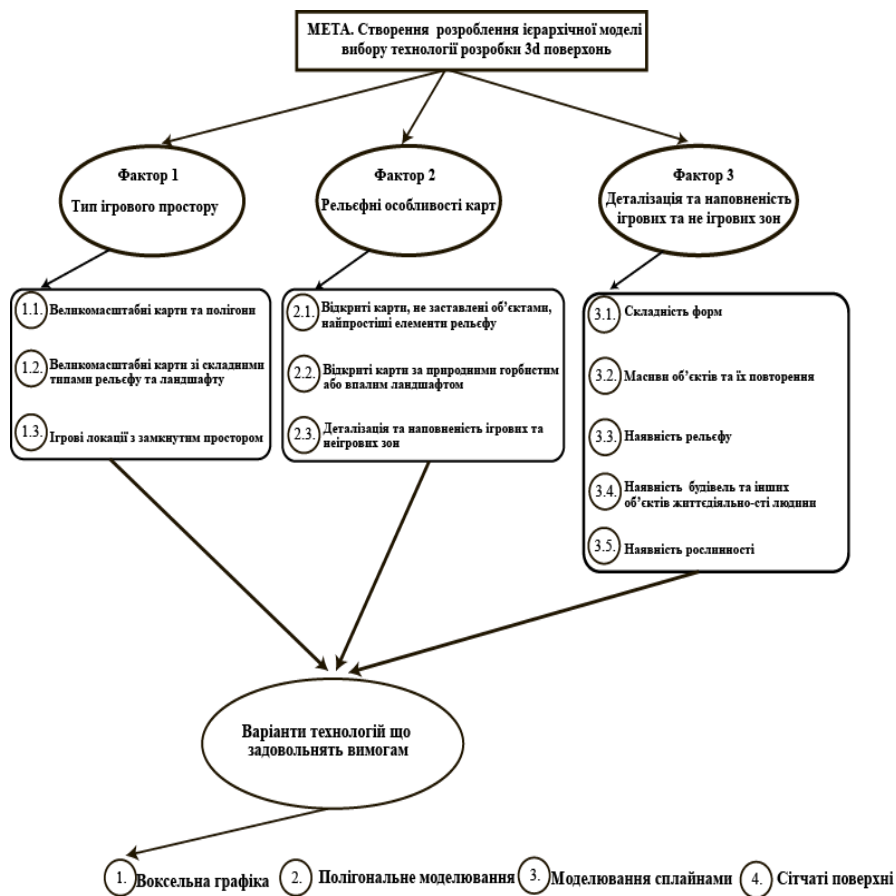 МЕТА. Створення розроблення ієрархічної моделі
вибору технології розробки 3d поверхонь
Фактор 1
Тип ігрового простору
Фактор 2
Рельєфні особливості карт
Фактор 3
Деталізація та наповненість
ігрових та не ігрових зон
1.1. Великомасштабні карти та полігони
1.2. Великомасштабні карти зі складними
типами рельєфу та ландшафту
1.3. Ігрові локації з замкнутим простором
2.1. Відкриті карти, не заставлені об’єктами,
найпростіші елементи рельєфу
2.2. Відкриті карти за природними горбистим
або впалим ландшафтом
2.3. Деталізація та наповненість ігрових та
неігрових зон
3.1. Складність форм
3.2. Масиви об’єктів та їх повторення
3.3. Наявність рельєфу
3.4. Наявність будівель та інших
об’єктів життєдіяльно-сті людини
3.5. Наявність рослинності
Варіанти технологій що
задовольнять вимогам
1. Воксельна графіка 2. Полігональне моделювання 3. Моделювання сплайнами 4. Сітчаті поверхні